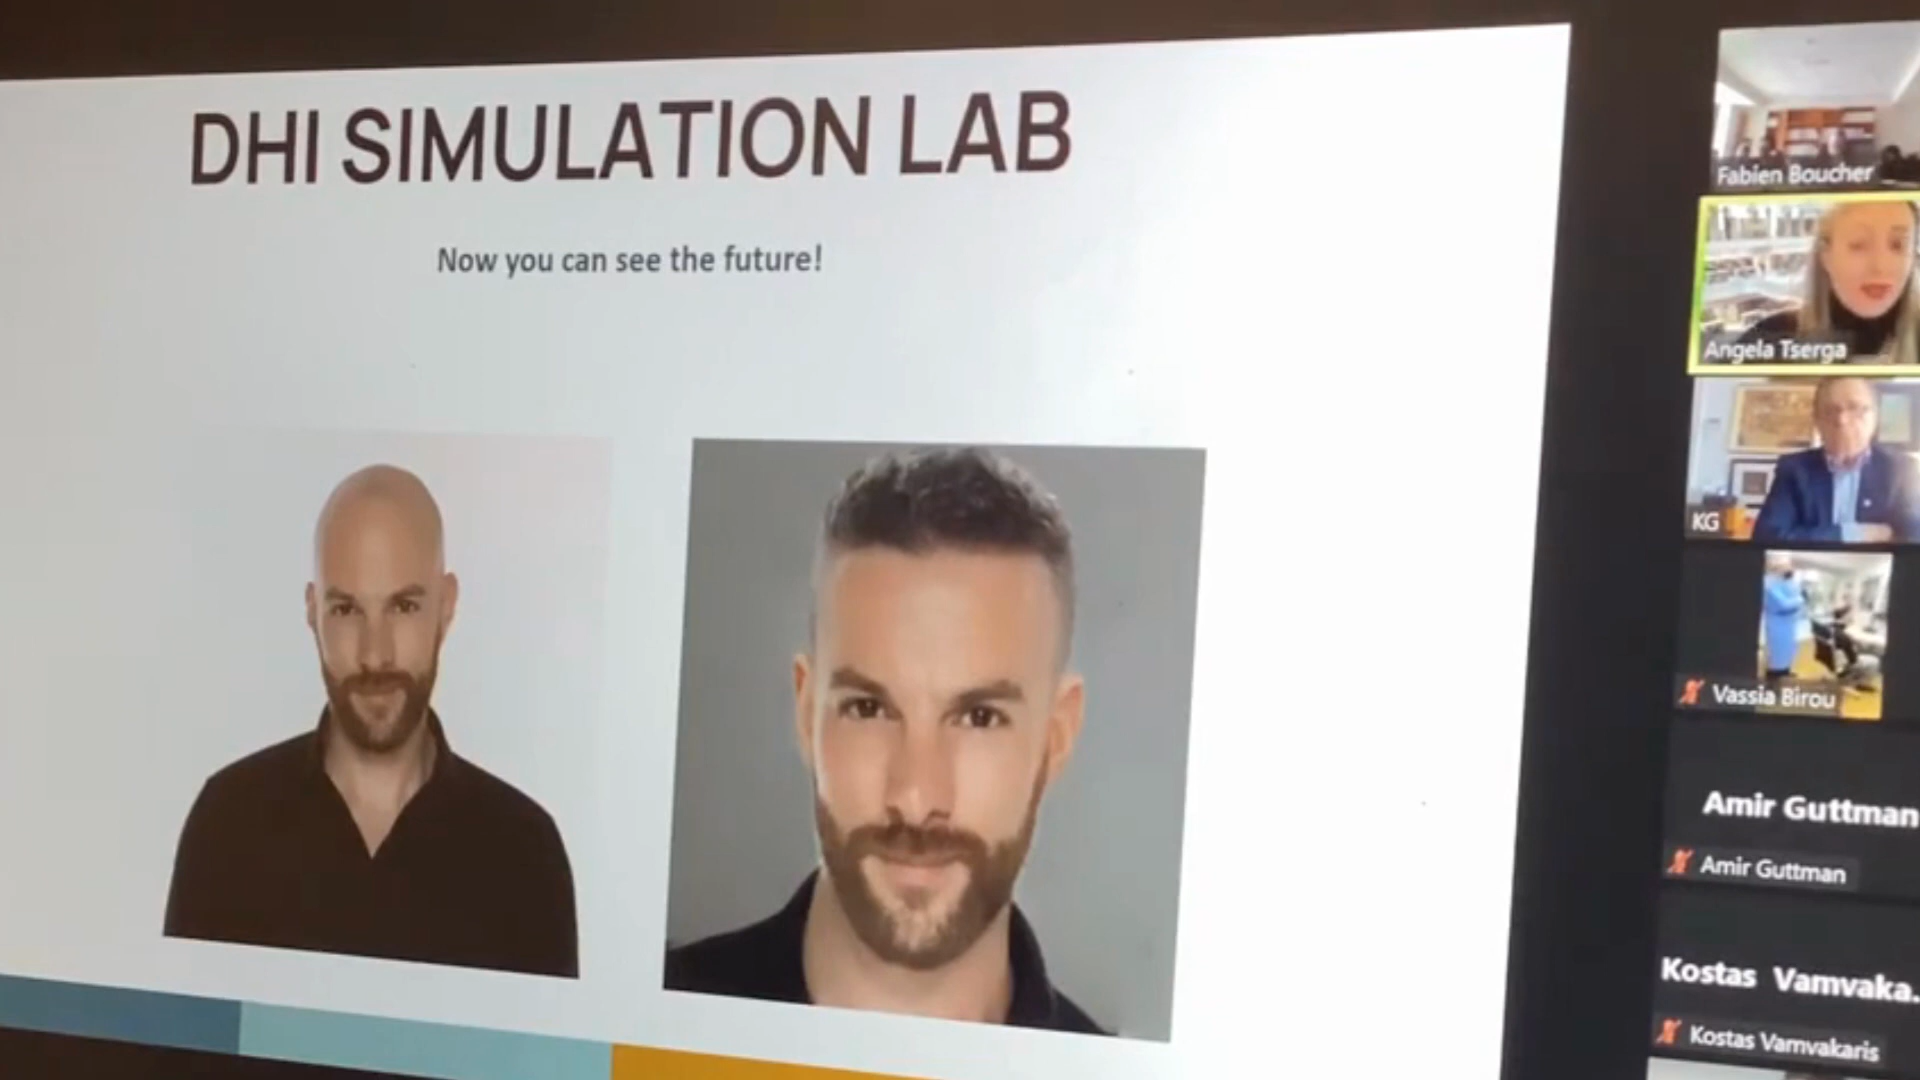 DHI SIMULATION LAB
Now you can see the future!
Fabien Boucher
Angela Tserga
KG
Vassia Birou
Amir Guttman
Amir Guttman
Kostas Vamvaka..
Kostas Vamvakaris